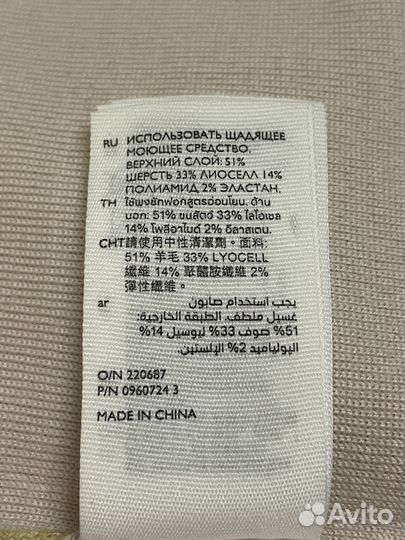 RU ИСПОЛЬЗОВАТЬ ЩАДЯЩЕЕ
МОЮЩЕЕ СРЕДСТВО.
ВЕРХНИЙ СЛОЙ: 51%
ШЕРСТЬ 33% ЛИОСЕЛЛ 14%
ПОЛИАМИД 2% ЭЛАСТАН.
TH ใช้ผงซักฟอกสูตรอ่อนโยน. ด้าน
นอก: 51% ขนสัตว์ 33% ไลโอเซล
14% โพลีอาไมด์ 2% อีลาสเตน.
CHT 請使用中性清潔劑。面料:
51% 羊毛 33% LYOCELL
纖維 14% 聚醯胺纖維 2%
彈性纖維。
ar يجب استخدام صابون
غسيل ملطف. الطبقة الخارجية:
51% صوف 33% ليوسيل 14%
البولياميد 2% الإلستين.
O/N 220687
P/N 0960724 3
MADE IN CHINA
Avito